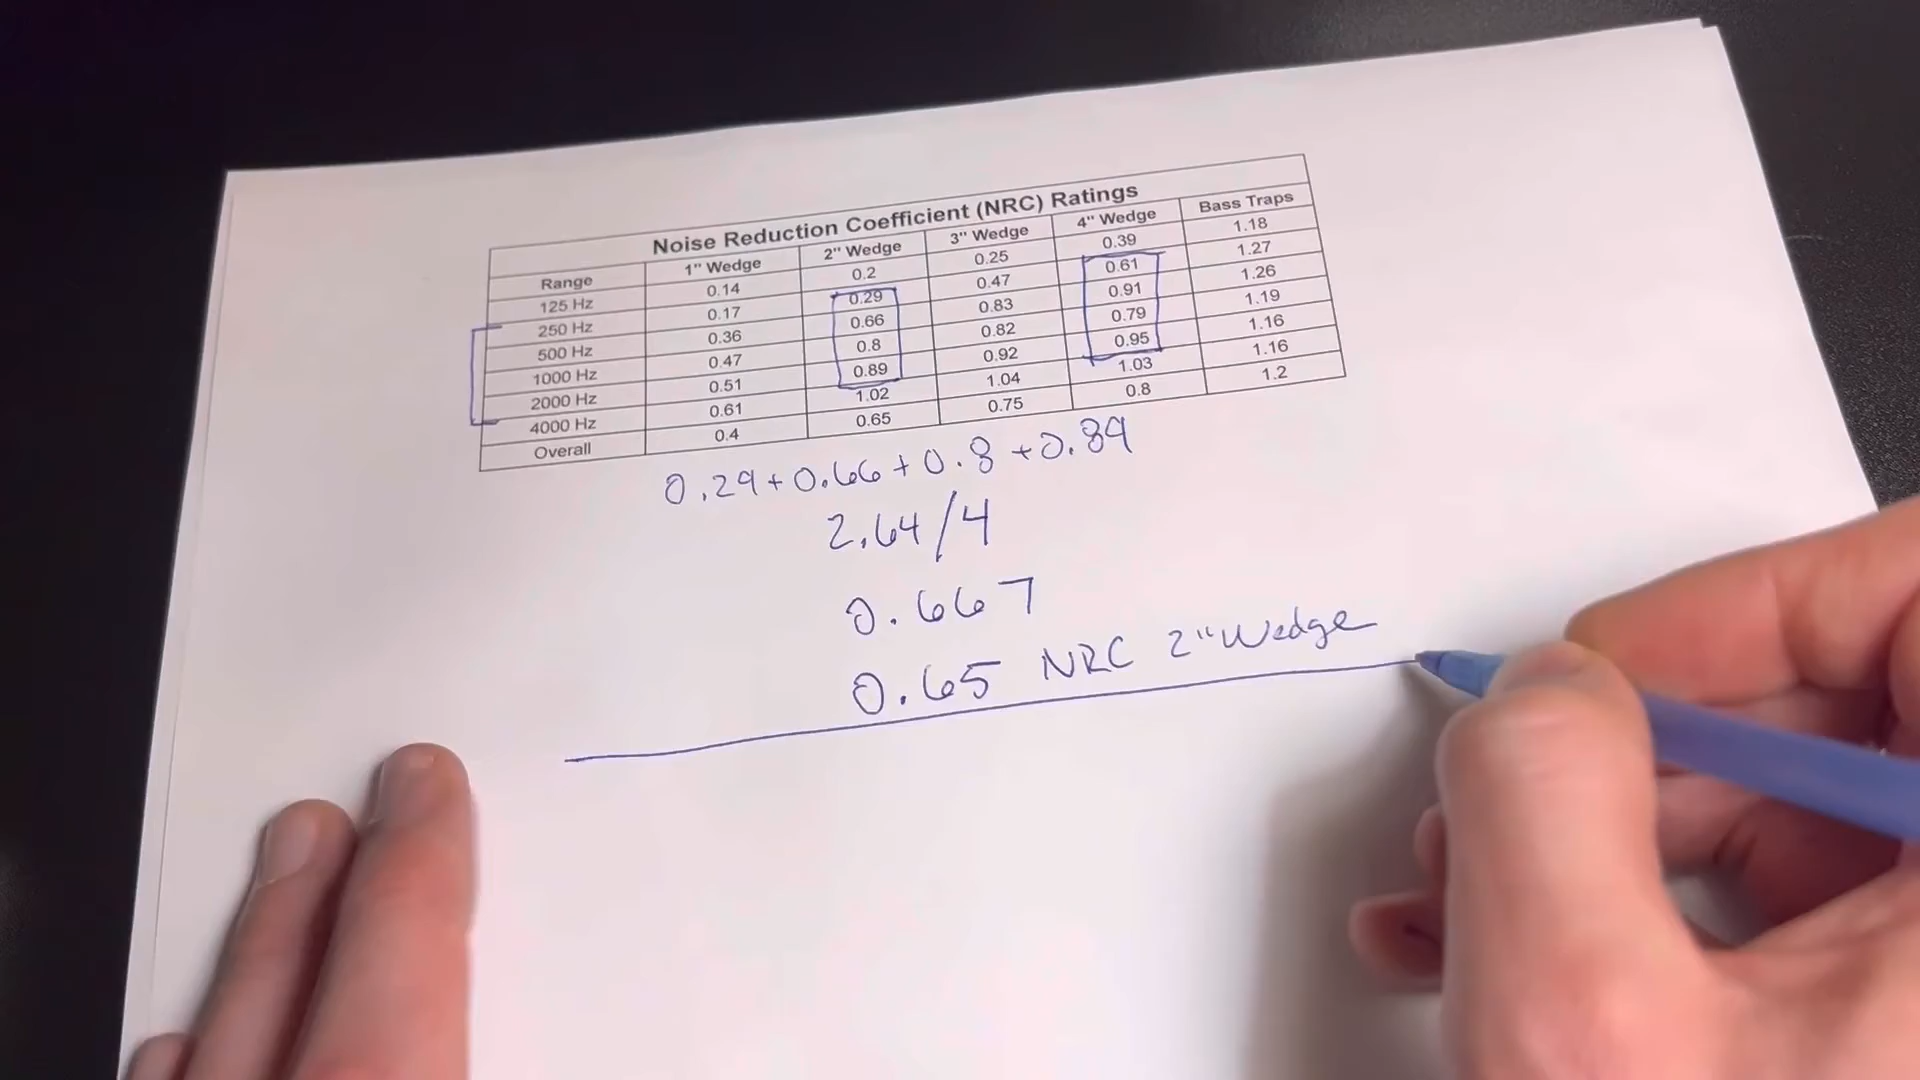 Noise Reduction Coefficient (NRC) Ratings
Range 1" Wedge 2" Wedge 3" Wedge 4" Wedge Bass Traps
125 Hz 0.14 0.2 0.25 0.39 1.18
250 Hz 0.17 0.29 0.47 0.61 1.27
500 Hz 0.36 0.66 0.83 0.91 1.26
1000 Hz 0.47 0.8 0.82 0.79 1.19
2000 Hz 0.51 0.89 0.92 0.95 1.16
4000 Hz 0.61 1.02 1.04 1.03 1.16
Overall 0.4 0.65 0.75 0.8 1.2
0.29+0.66+0.8+0.89
2.64/4
0.667
0.65 NRC 2" Wedge